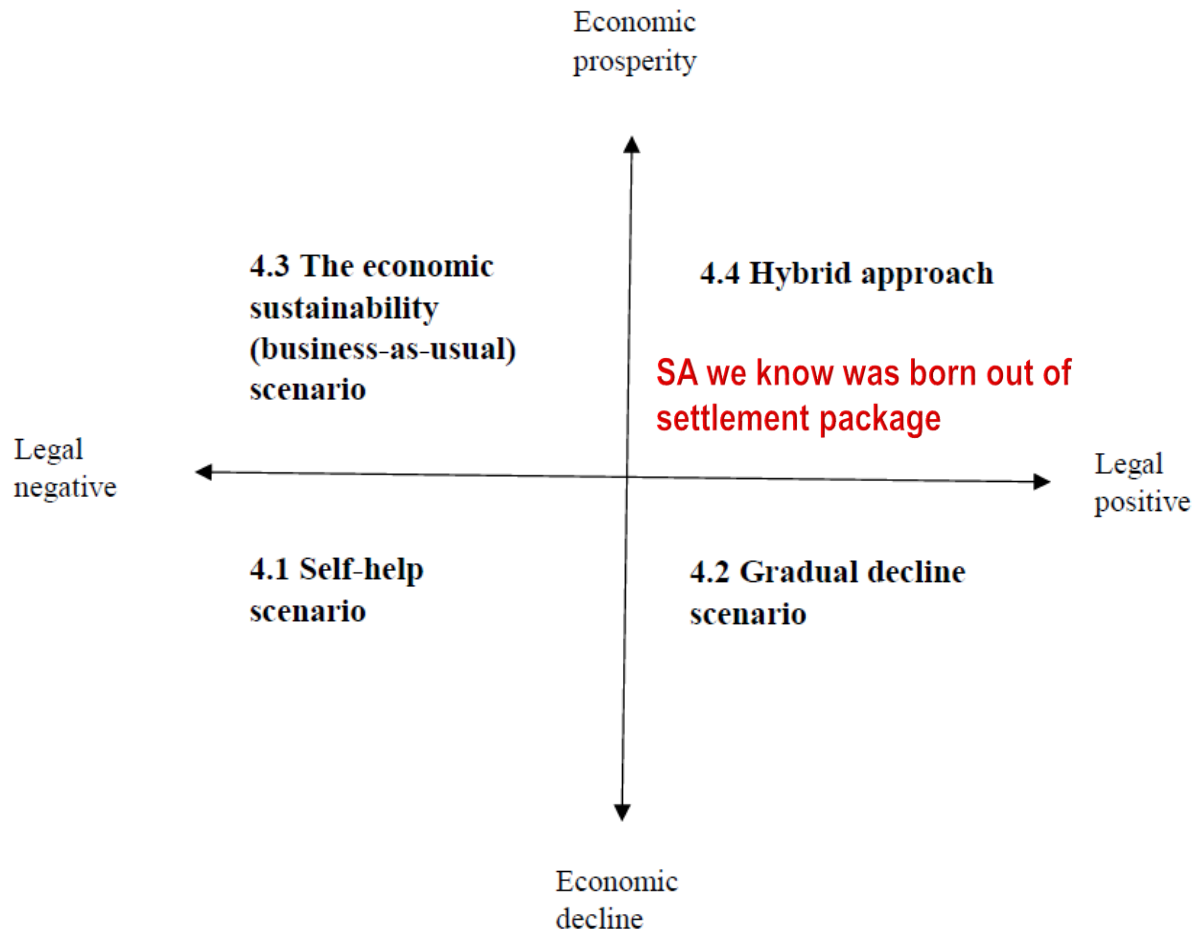 Economic
prosperity
4.3 The economic
sustainability
(business-as-usual)
scenario
4.4 Hybrid approach
SA we know was born out of
settlement package
Legal
negative
Legal
positive
4.1 Self-help
scenario
4.2 Gradual decline
scenario
Economic
decline